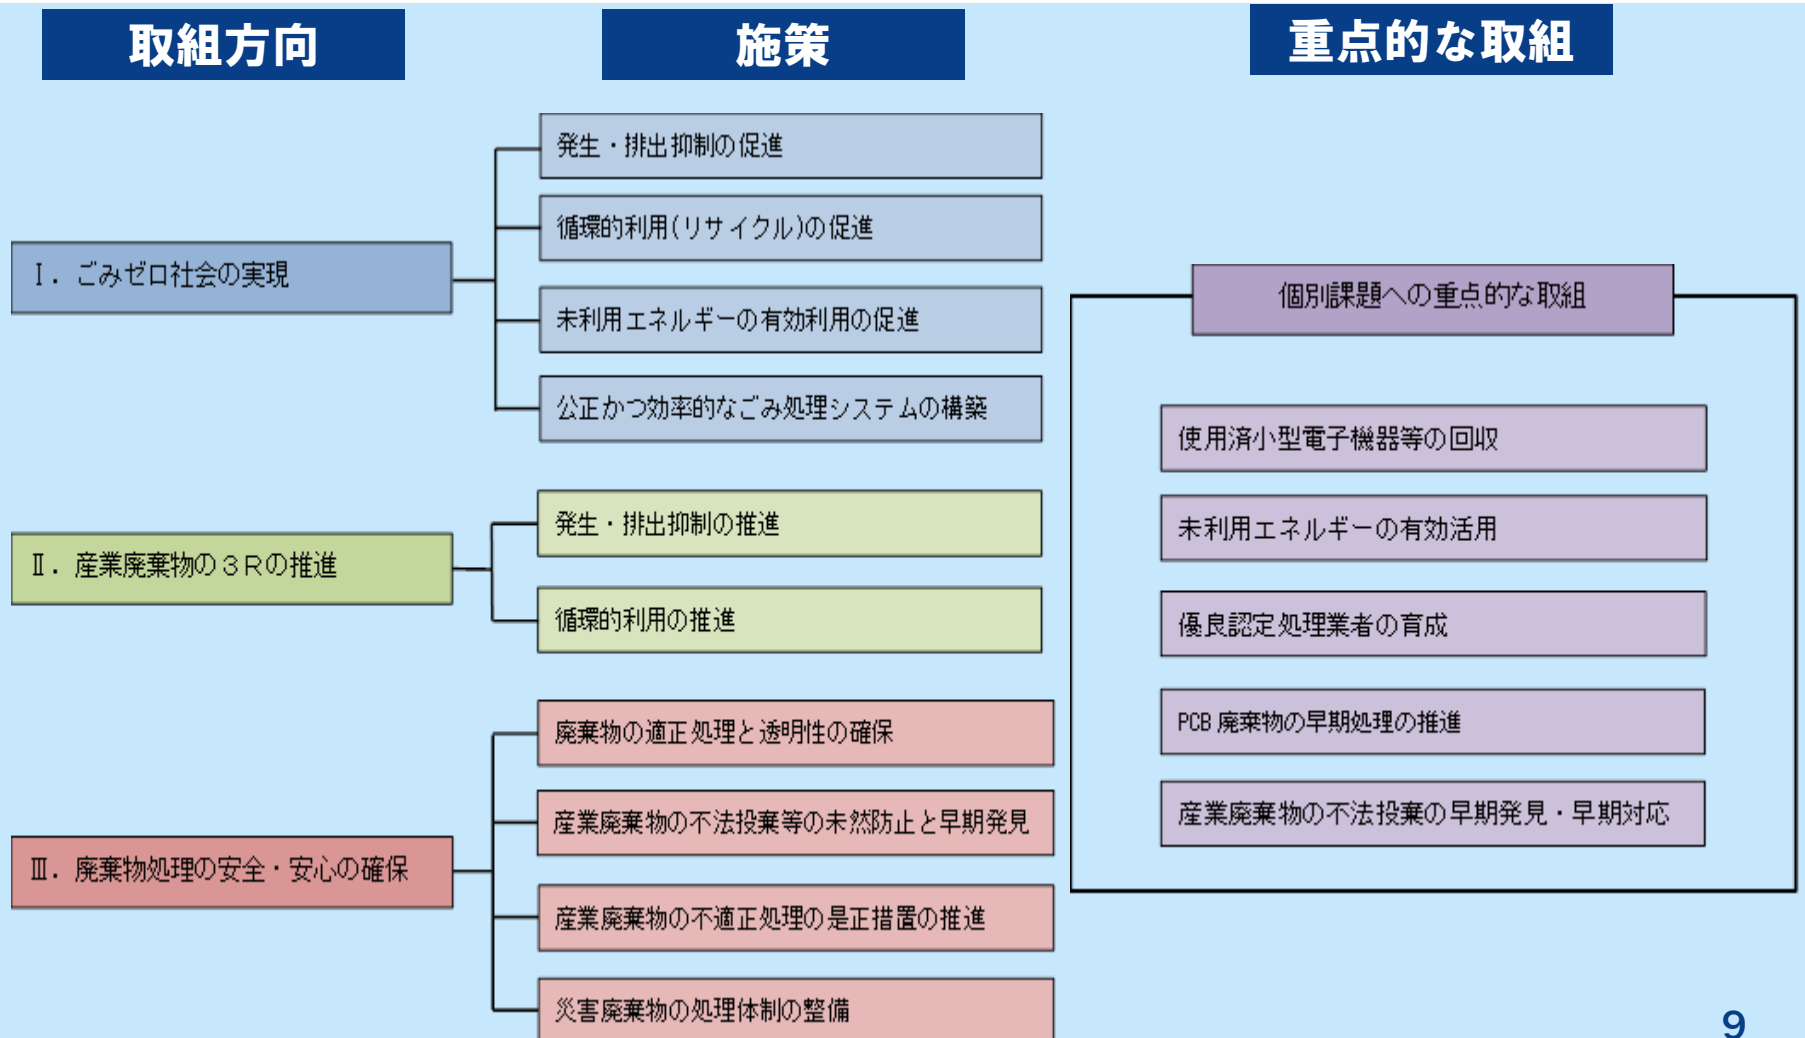 取組方向
施策
重点的な取組
Ⅰ．ごみゼロ社会の実現
発生・排出抑制の促進
循環的利用(リサイクル)の促進
未利用エネルギーの有効利用の促進
公正かつ効率的なごみ処理システムの構築
Ⅱ．産業廃棄物の３Ｒの推進
発生・排出抑制の推進
循環的利用の推進
Ⅲ．廃棄物処理の安全・安心の確保
廃棄物の適正処理と透明性の確保
産業廃棄物の不法投棄等の未然防止と早期発見
産業廃棄物の不適正処理の是正措置の推進
災害廃棄物の処理体制の整備
個別課題への重点的な取組
使用済小型電子機器等の回収
未利用エネルギーの有効活用
優良認定処理業者の育成
PCB廃棄物の早期処理の推進
産業廃棄物の不法投棄の早期発見・早期対応
9